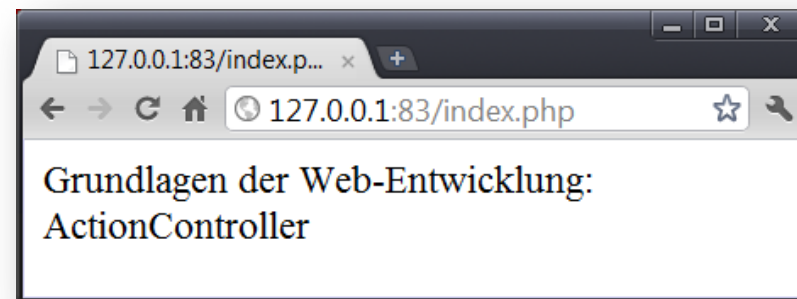 127.0.0.1:83/index.p...
127.0.0.1:83/index.php
Grundlagen der Web-Entwicklung:
ActionController